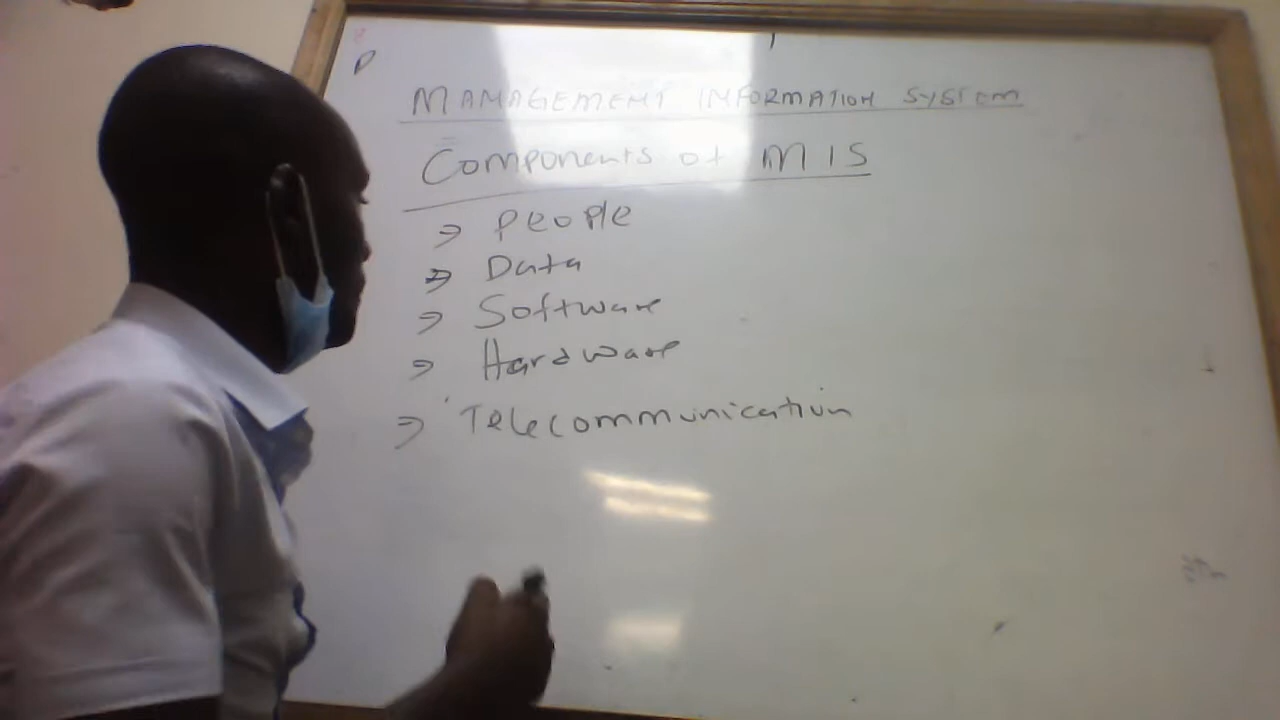 P
MANAGEMENT INFORMATION SYSTEM
Components of MIS
⇒ People
⇒ Data
⇒ Software
⇒ Hardware
⇒ Telecommunication